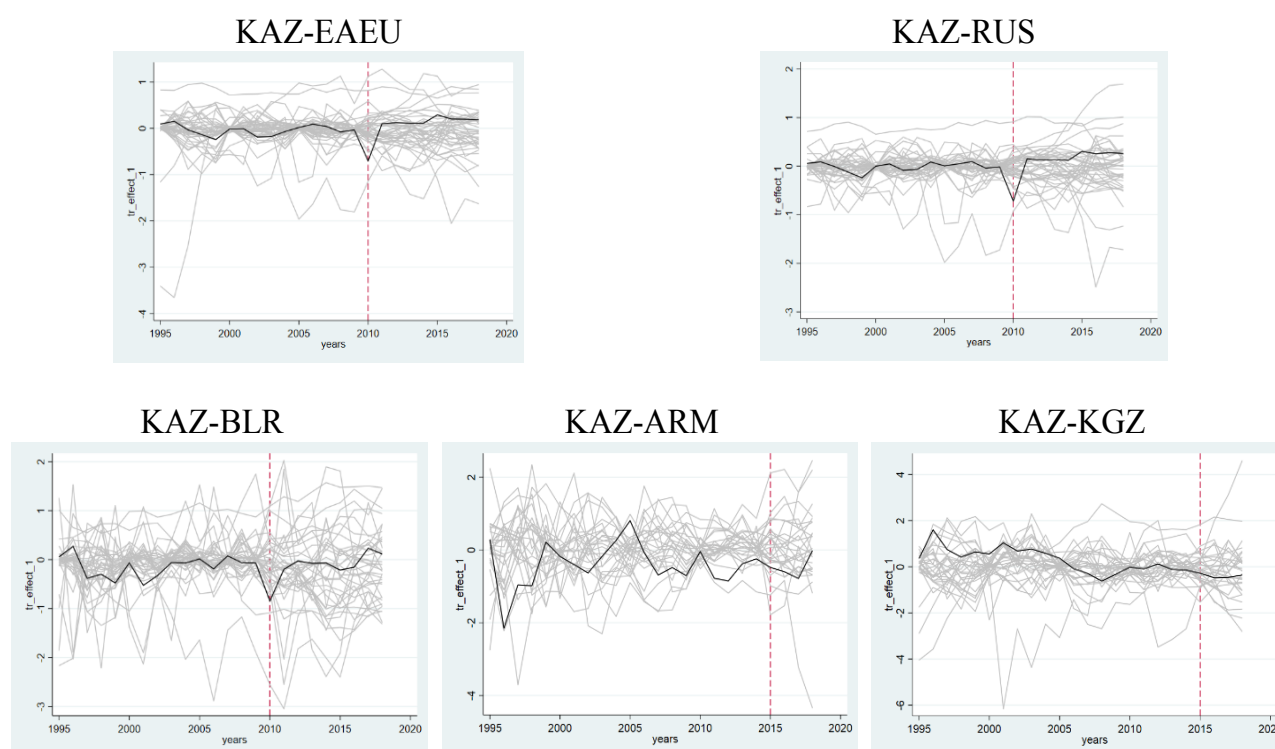 KAZ-EAEU
KAZ-RUS
tr_effect_1
1
0
-1
-2
-3
-4
1995 2000 2005 2010 2015 2020
years
tr_effect_1
2
1
0
-1
-2
-3
1995 2000 2005 2010 2015 2020
years
KAZ-BLR
KAZ-ARM
KAZ-KGZ
tr_effect_1
2
1
0
-1
-2
-3
1995 2000 2005 2010 2015 2020
years
tr_effect_1
2
0
-2
-4
1995 2000 2005 2010 2015 2020
years
tr_effect_1
4
2
0
-2
-4
-6
1995 2000 2005 2010 2015 202
years